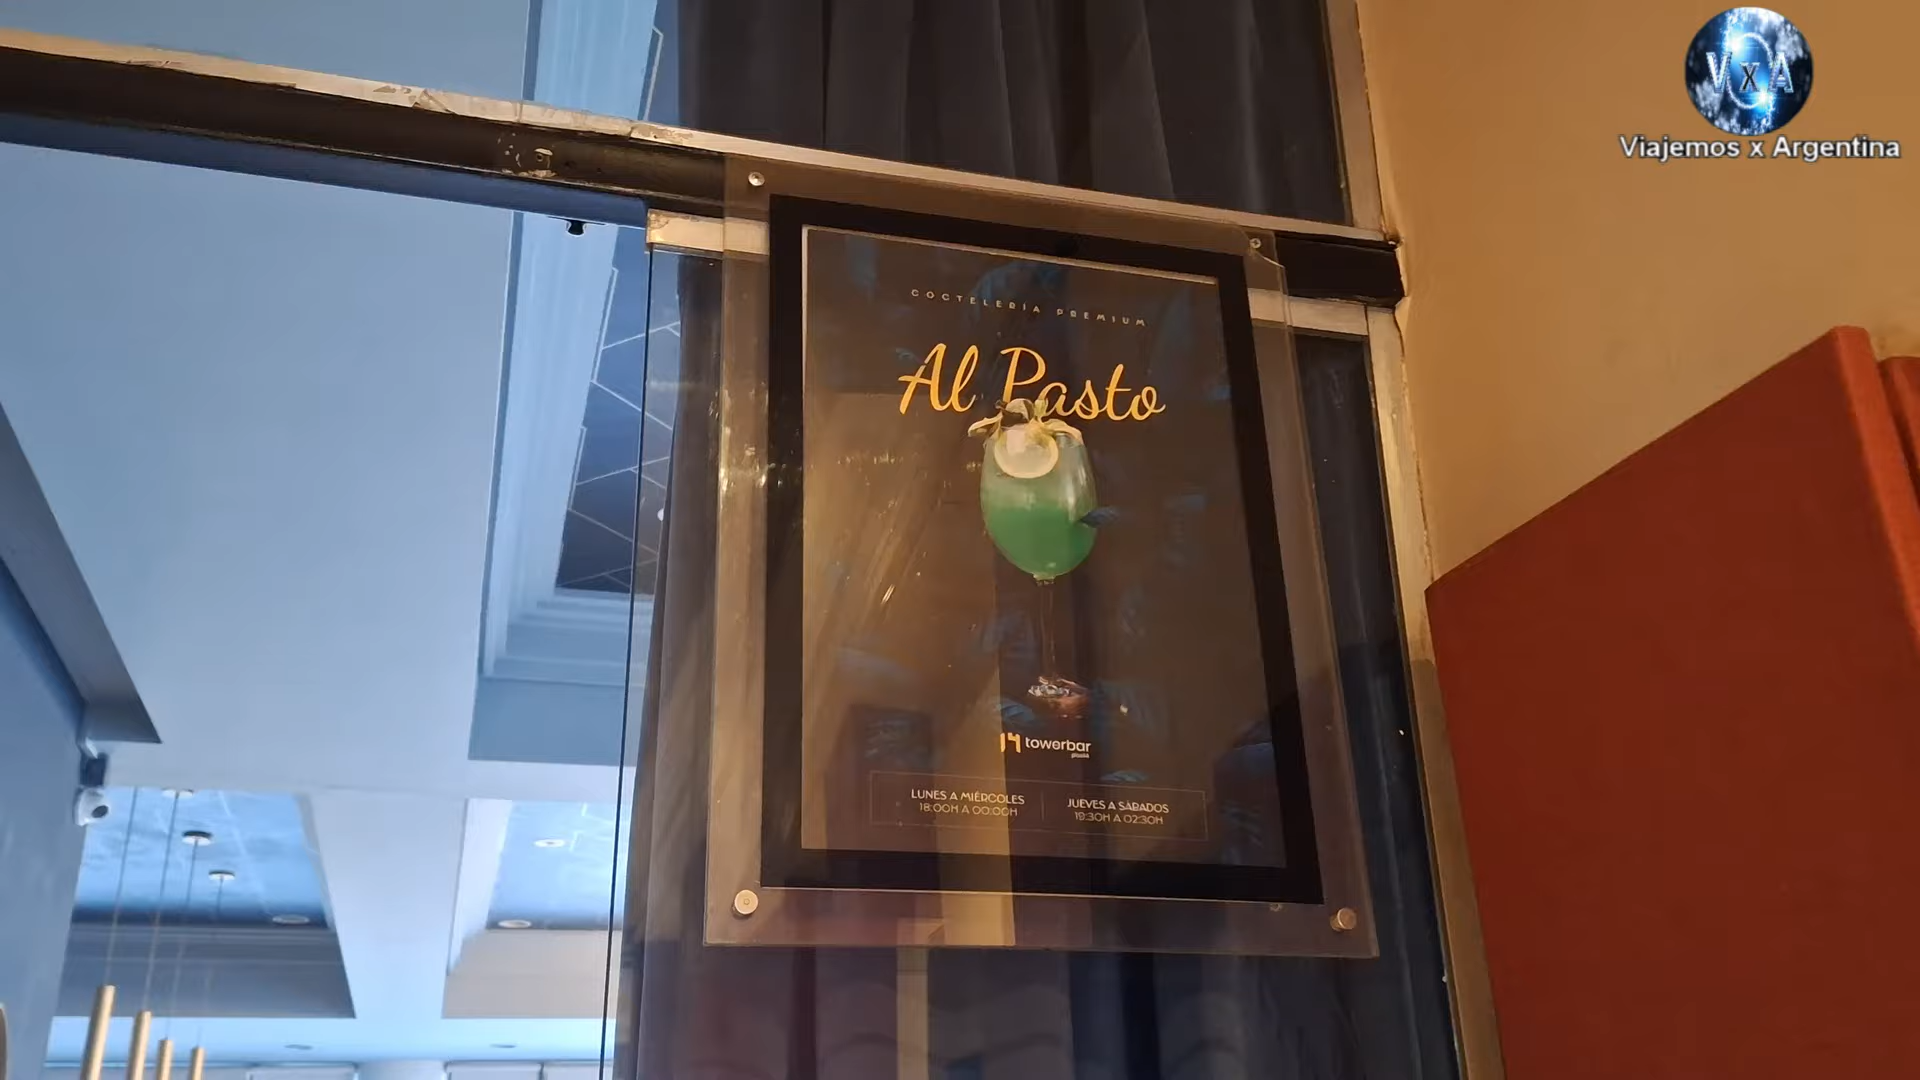 VxA
Viajemos x Argentina
COCTELERÍA PREMIUM
Al Pasto
towerbar
LUNES A MIÉRCOLES
18:00H A 00:00H
JUEVES A SÁBADOS
19:30H A 02:30H